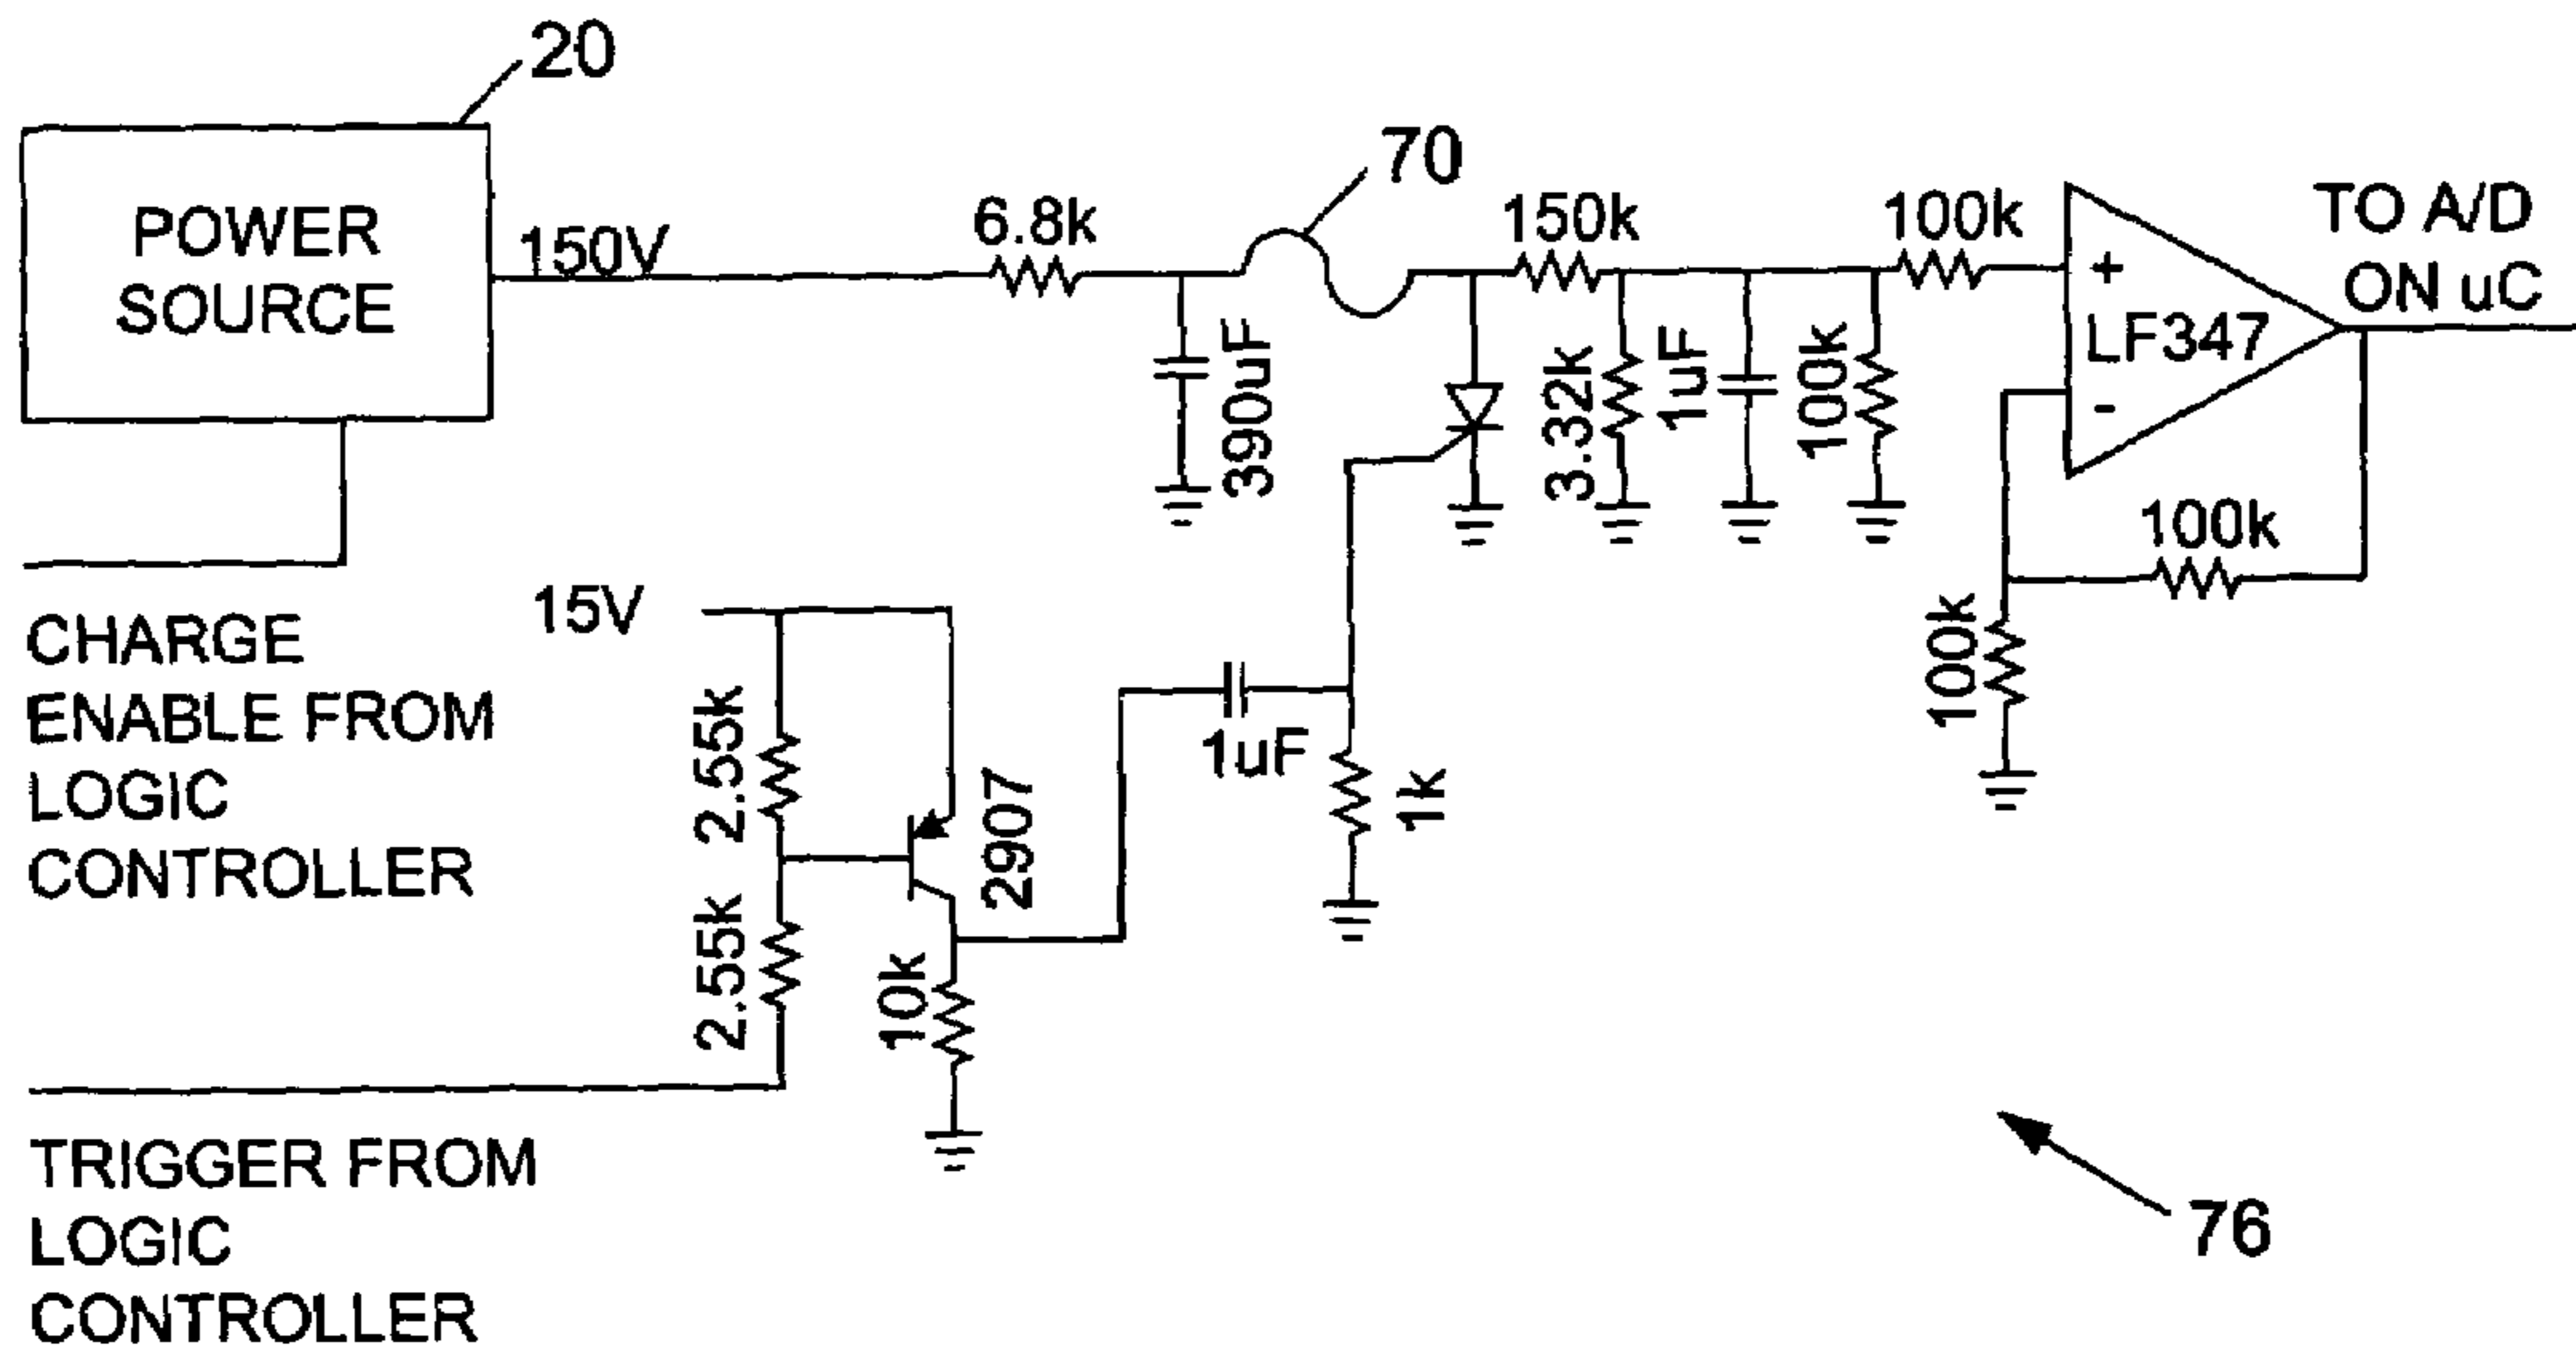 20
POWER
SOURCE
150V
6.8k
70
150k
100k
TO A/D
ON uC
+
LF347
-
390uF
3.32k
1uF
100k
100k
100k
CHARGE
ENABLE FROM
LOGIC
CONTROLLER
15V
2.55k
2.55k
2907
10k
1uF
1k
TRIGGER FROM
LOGIC
CONTROLLER
76